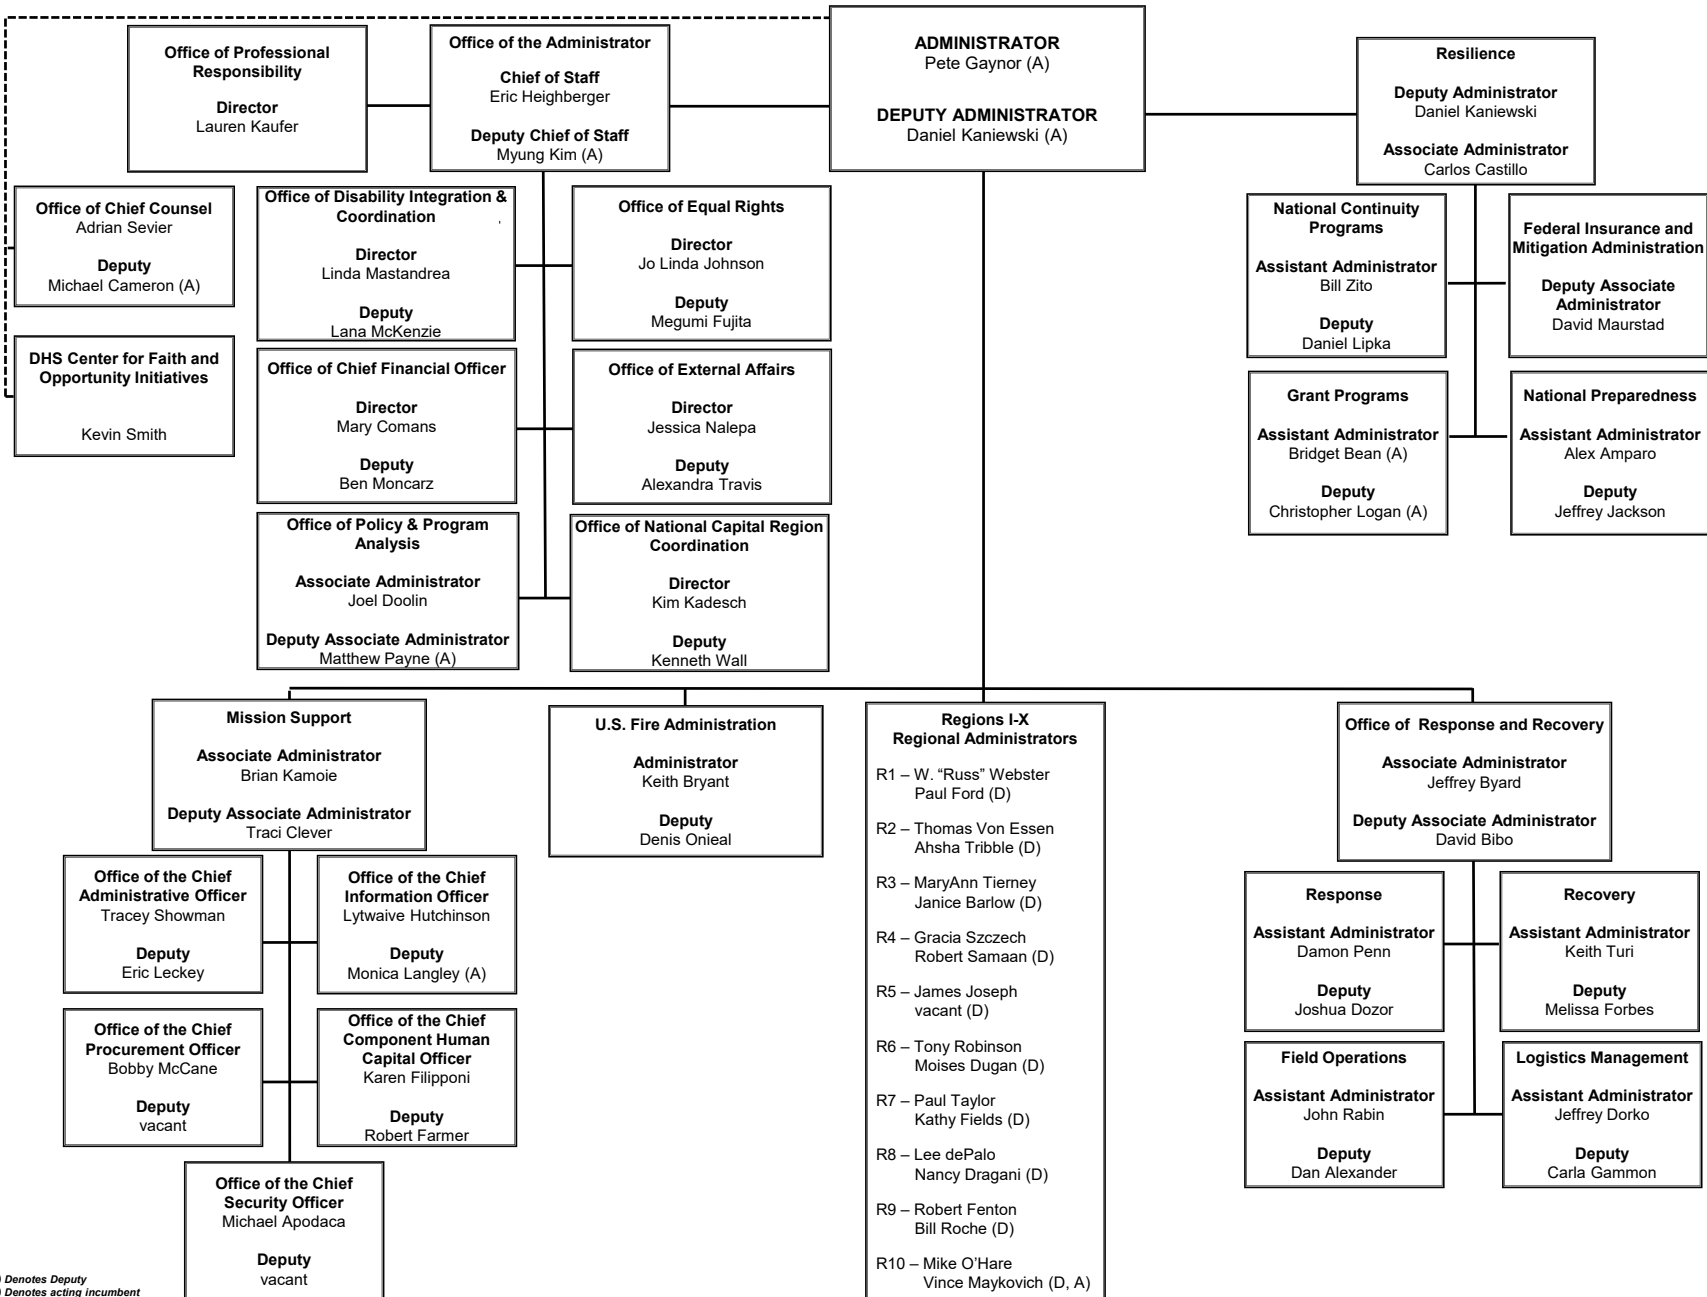 Office of Professional
Responsibility
Director
Lauren Kaufer
Office of the Administrator
Chief of Staff
Eric Heighberger
Deputy Chief of Staff
Myung Kim (A)
ADMINISTRATOR
Pete Gaynor (A)
DEPUTY ADMINISTRATOR
Daniel Kaniewski (A)
Resilience
Deputy Administrator
Daniel Kaniewski
Associate Administrator
Carlos Castillo
Office of Chief Counsel
Adrian Sevier
Deputy
Michael Cameron (A)
Office of Disability Integration &
Coordination
Director
Linda Mastandrea
Deputy
Lana McKenzie
Office of Equal Rights
Director
Jo Linda Johnson
Deputy
Megumi Fujita
National Continuity
Programs
Assistant Administrator
Bill Zito
Deputy
Daniel Lipka
Federal Insurance and
Mitigation Administration
Deputy Associate
Administrator
David Maurstad
DHS Center for Faith and
Opportunity Initiatives
Kevin Smith
Office of Chief Financial Officer
Director
Mary Comans
Deputy
Ben Moncarz
Office of External Affairs
Director
Jessica Nalepa
Deputy
Alexandra Travis
Grant Programs
Assistant Administrator
Bridget Bean (A)
Deputy
Christopher Logan (A)
National Preparedness
Assistant Administrator
Alex Amparo
Deputy
Jeffrey Jackson
Office of Policy & Program
Analysis
Associate Administrator
Joel Doolin
Deputy Associate Administrator
Matthew Payne (A)
Office of National Capital Region
Coordination
Director
Kim Kadesch
Deputy
Kenneth Wall
Mission Support
Associate Administrator
Brian Kamoie
Deputy Associate Administrator
Traci Clever
U.S. Fire Administration
Administrator
Keith Bryant
Deputy
Denis Onieal
Regions I-X
Regional Administrators
R1 – W. “Russ” Webster
Paul Ford (D)
R2 – Thomas Von Essen
Ahsha Tribble (D)
R3 – MaryAnn Tierney
Janice Barlow (D)
R4 – Gracia Szczech
Robert Samaan (D)
R5 – James Joseph
vacant (D)
R6 – Tony Robinson
Moises Dugan (D)
R7 – Paul Taylor
Kathy Fields (D)
R8 – Lee dePalo
Nancy Dragani (D)
R9 – Robert Fenton
Bill Roche (D)
R10 – Mike O’Hare
Vince Maykovich (D, A)
Office of Response and Recovery
Associate Administrator
Jeffrey Byard
Deputy Associate Administrator
David Bibo
Office of the Chief
Administrative Officer
Tracey Showman
Deputy
Eric Leckey
Office of the Chief
Information Officer
Lytwaive Hutchinson
Deputy
Monica Langley (A)
Response
Assistant Administrator
Damon Penn
Deputy
Joshua Dozor
Recovery
Assistant Administrator
Keith Turi
Deputy
Melissa Forbes
Office of the Chief
Procurement Officer
Bobby McCane
Deputy
vacant
Office of the Chief
Component Human
Capital Officer
Karen Filipponi
Deputy
Robert Farmer
Field Operations
Assistant Administrator
John Rabin
Deputy
Dan Alexander
Logistics Management
Assistant Administrator
Jeffrey Dorko
Deputy
Carla Gammon
Office of the Chief
Security Officer
Michael Apodaca
Deputy
vacant
) Denotes Deputy
) Denotes acting incumbent